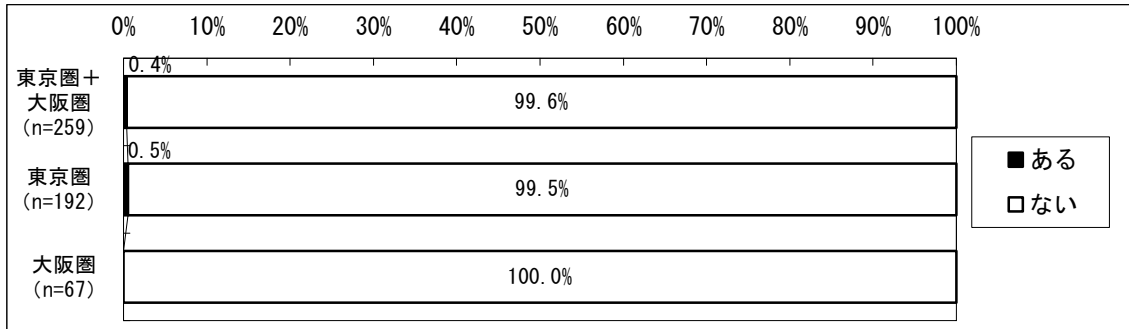 0% 10% 20% 30% 40% 50% 60% 70% 80% 90% 100%
東京圏＋
大阪圏
(n=259)
0.4%
99.6%
東京圏
(n=192)
0.5%
99.5%
大阪圏
(n=67)
100.0%
ある
ない